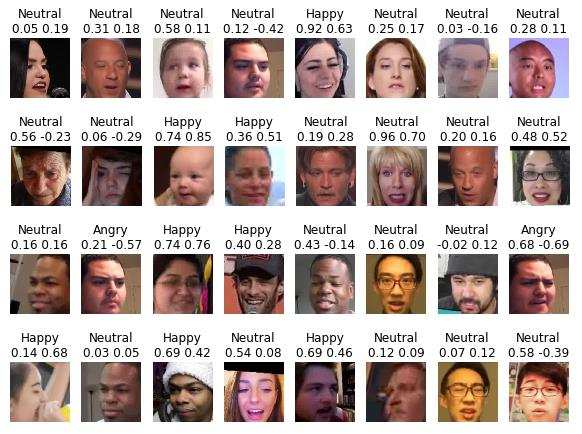 Neutral Neutral Neutral Neutral Happy Neutral Neutral Neutral
0.05 0.19 0.31 0.18 0.58 0.11 0.12 -0.42 0.92 0.63 0.25 0.17 0.03 -0.16 0.28 0.11
Neutral Neutral Happy Happy Neutral Neutral Neutral Neutral
0.56 -0.23 0.06 -0.29 0.74 0.85 0.36 0.51 0.19 0.28 0.96 0.70 0.20 0.16 0.48 0.52
Neutral Angry Happy Happy Neutral Neutral Neutral Angry
0.16 0.16 0.21 -0.57 0.74 0.76 0.40 0.28 0.43 -0.14 0.16 0.09 -0.02 0.12 0.68 -0.69
Happy Neutral Happy Neutral Happy Neutral Neutral Neutral
0.14 0.68 0.03 0.05 0.69 0.42 0.54 0.08 0.69 0.46 0.12 0.09 0.07 0.12 0.58 -0.39